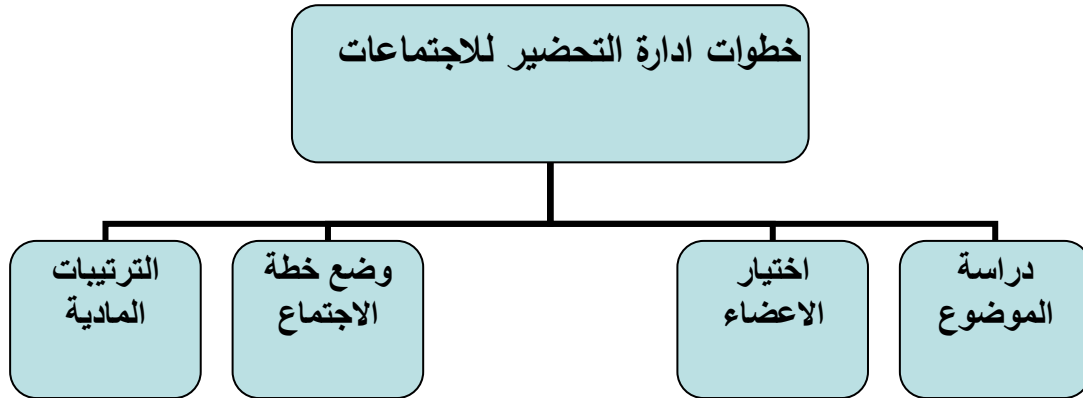 خطوات ادارة التحضير للاجتماعات
دراسة
الموضوع
اختيار
الاعضاء
وضع خطة
الاجتماع
الترتيبات
المادية